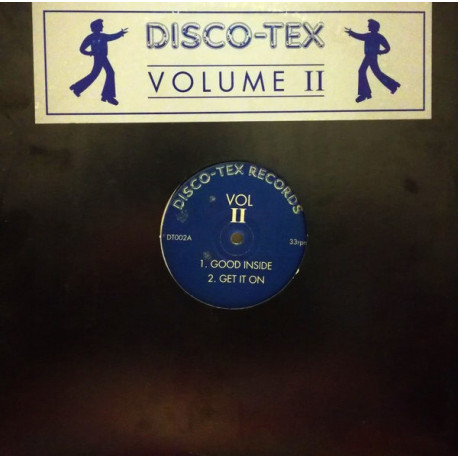 DISCO-TEX
VOLUME II
DISCO-TEX RECORDS
VOL
II
DT002A
33rpm
1. GOOD INSIDE
2. GET IT ON